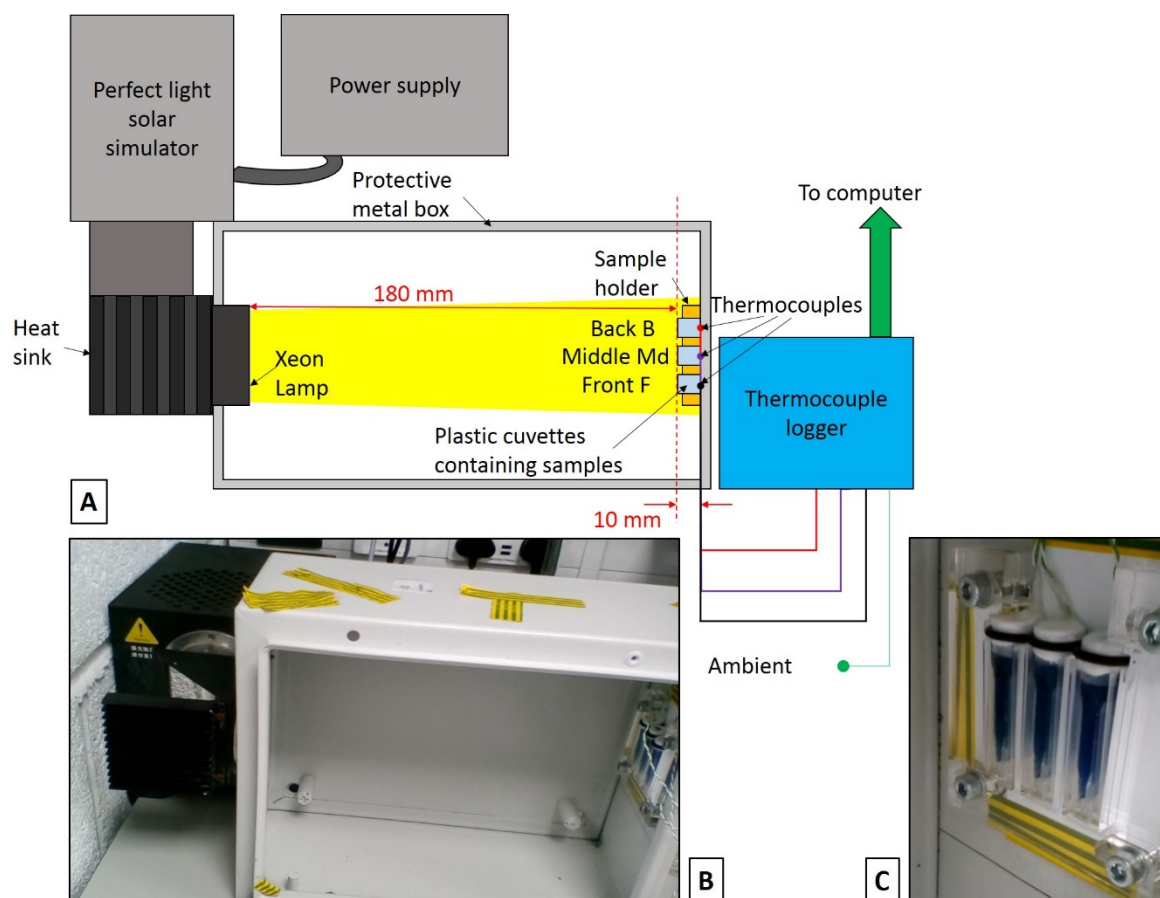 Perfect light
solar
simulator
Power supply
Protective
metal box
To computer
Sample
holder
180 mm
Thermocouples
Back B
Middle Md
Front F
Heat
sink
Xeon
Lamp
Thermocouple
logger
Plastic cuvettes
containing samples
A
10 mm
Ambient
B
C